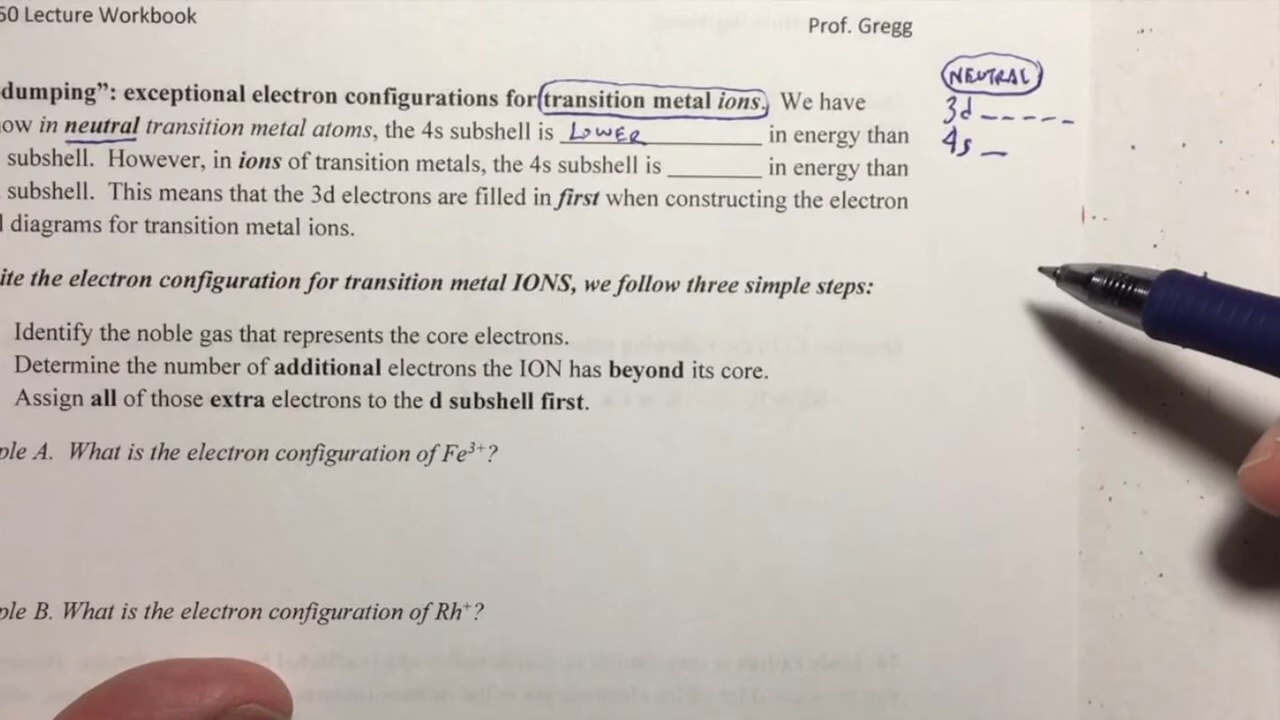 50 Lecture Workbook
Prof. Gregg
NEUTRAL
3d _ _ _ _ _
4s _
dumping”: exceptional electron configurations for transition metal ions. We have
ow in neutral transition metal atoms, the 4s subshell is LOWER in energy than
subshell. However, in ions of transition metals, the 4s subshell is ________ in energy than
subshell. This means that the 3d electrons are filled in first when constructing the electron
l diagrams for transition metal ions.
ite the electron configuration for transition metal IONS, we follow three simple steps:
Identify the noble gas that represents the core electrons.
Determine the number of additional electrons the ION has beyond its core.
Assign all of those extra electrons to the d subshell first.
ple A. What is the electron configuration of Fe³⁺?
ple B. What is the electron configuration of Rh⁺?